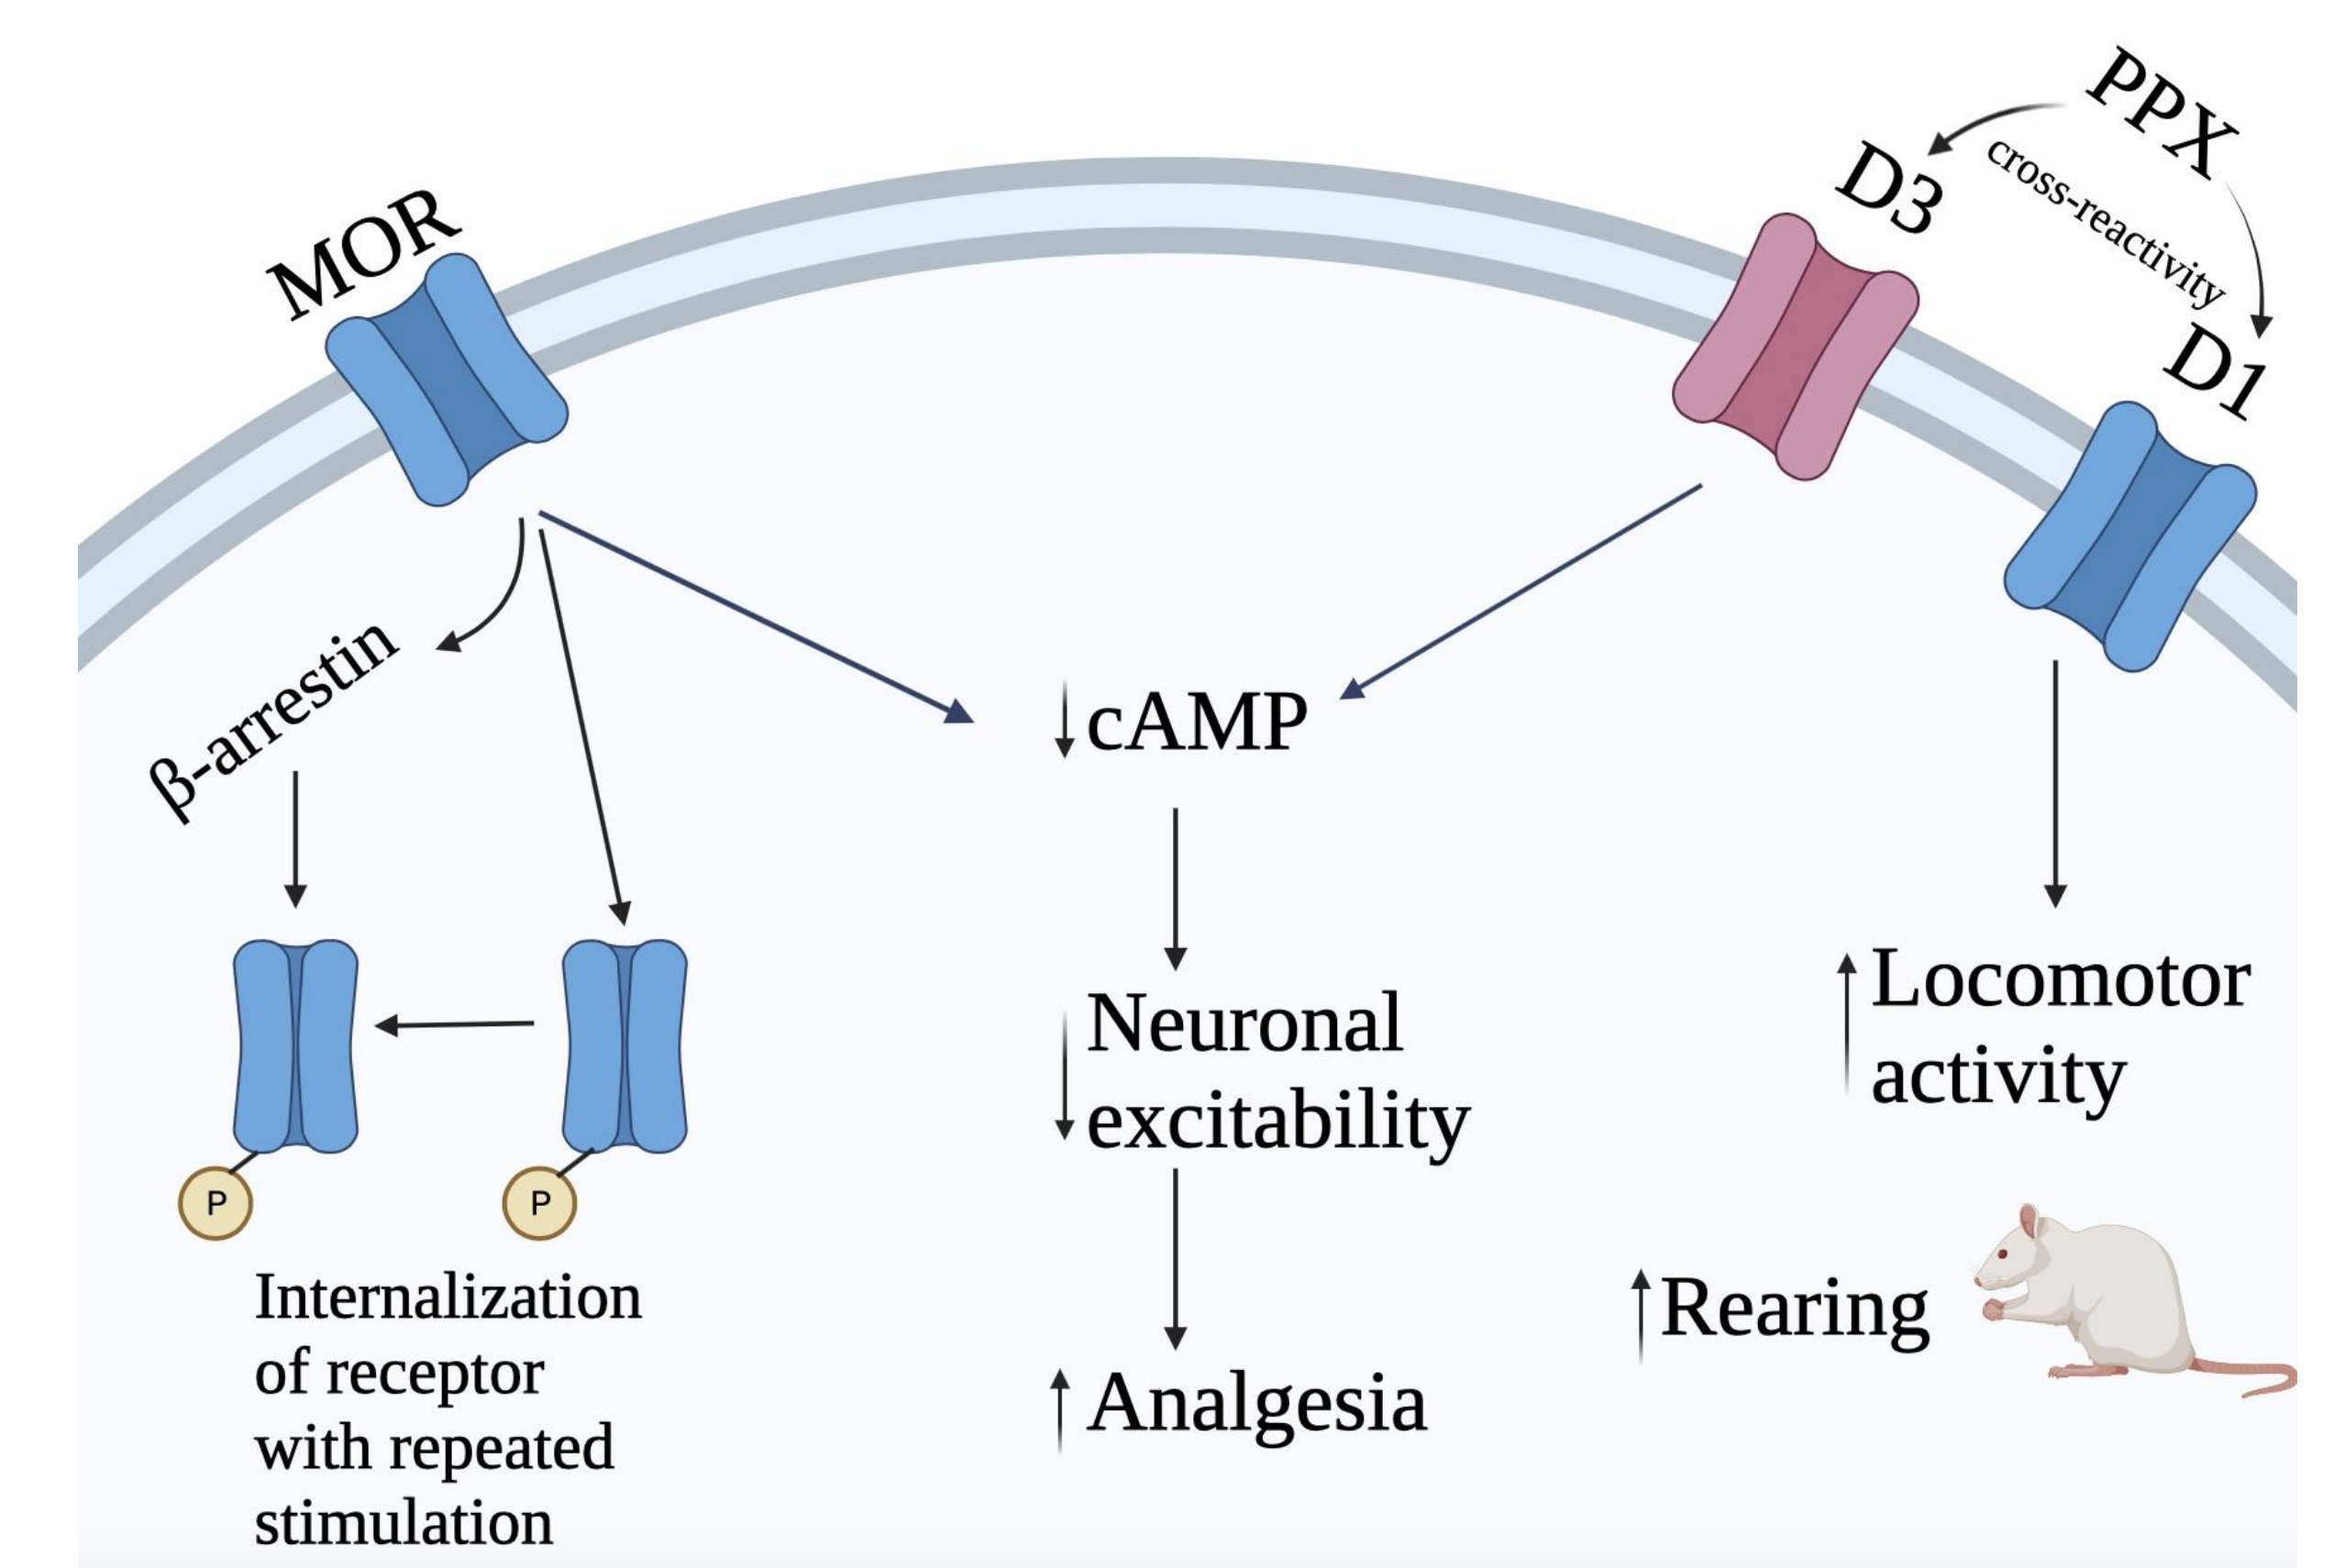 PPX
cross-reactivity
D3
D1
MOR
β-arrestin
cAMP
Neuronal
excitability
Analgesia
Locomotor
activity
Rearing
P
P
Internalization
of receptor
with repeated
stimulation